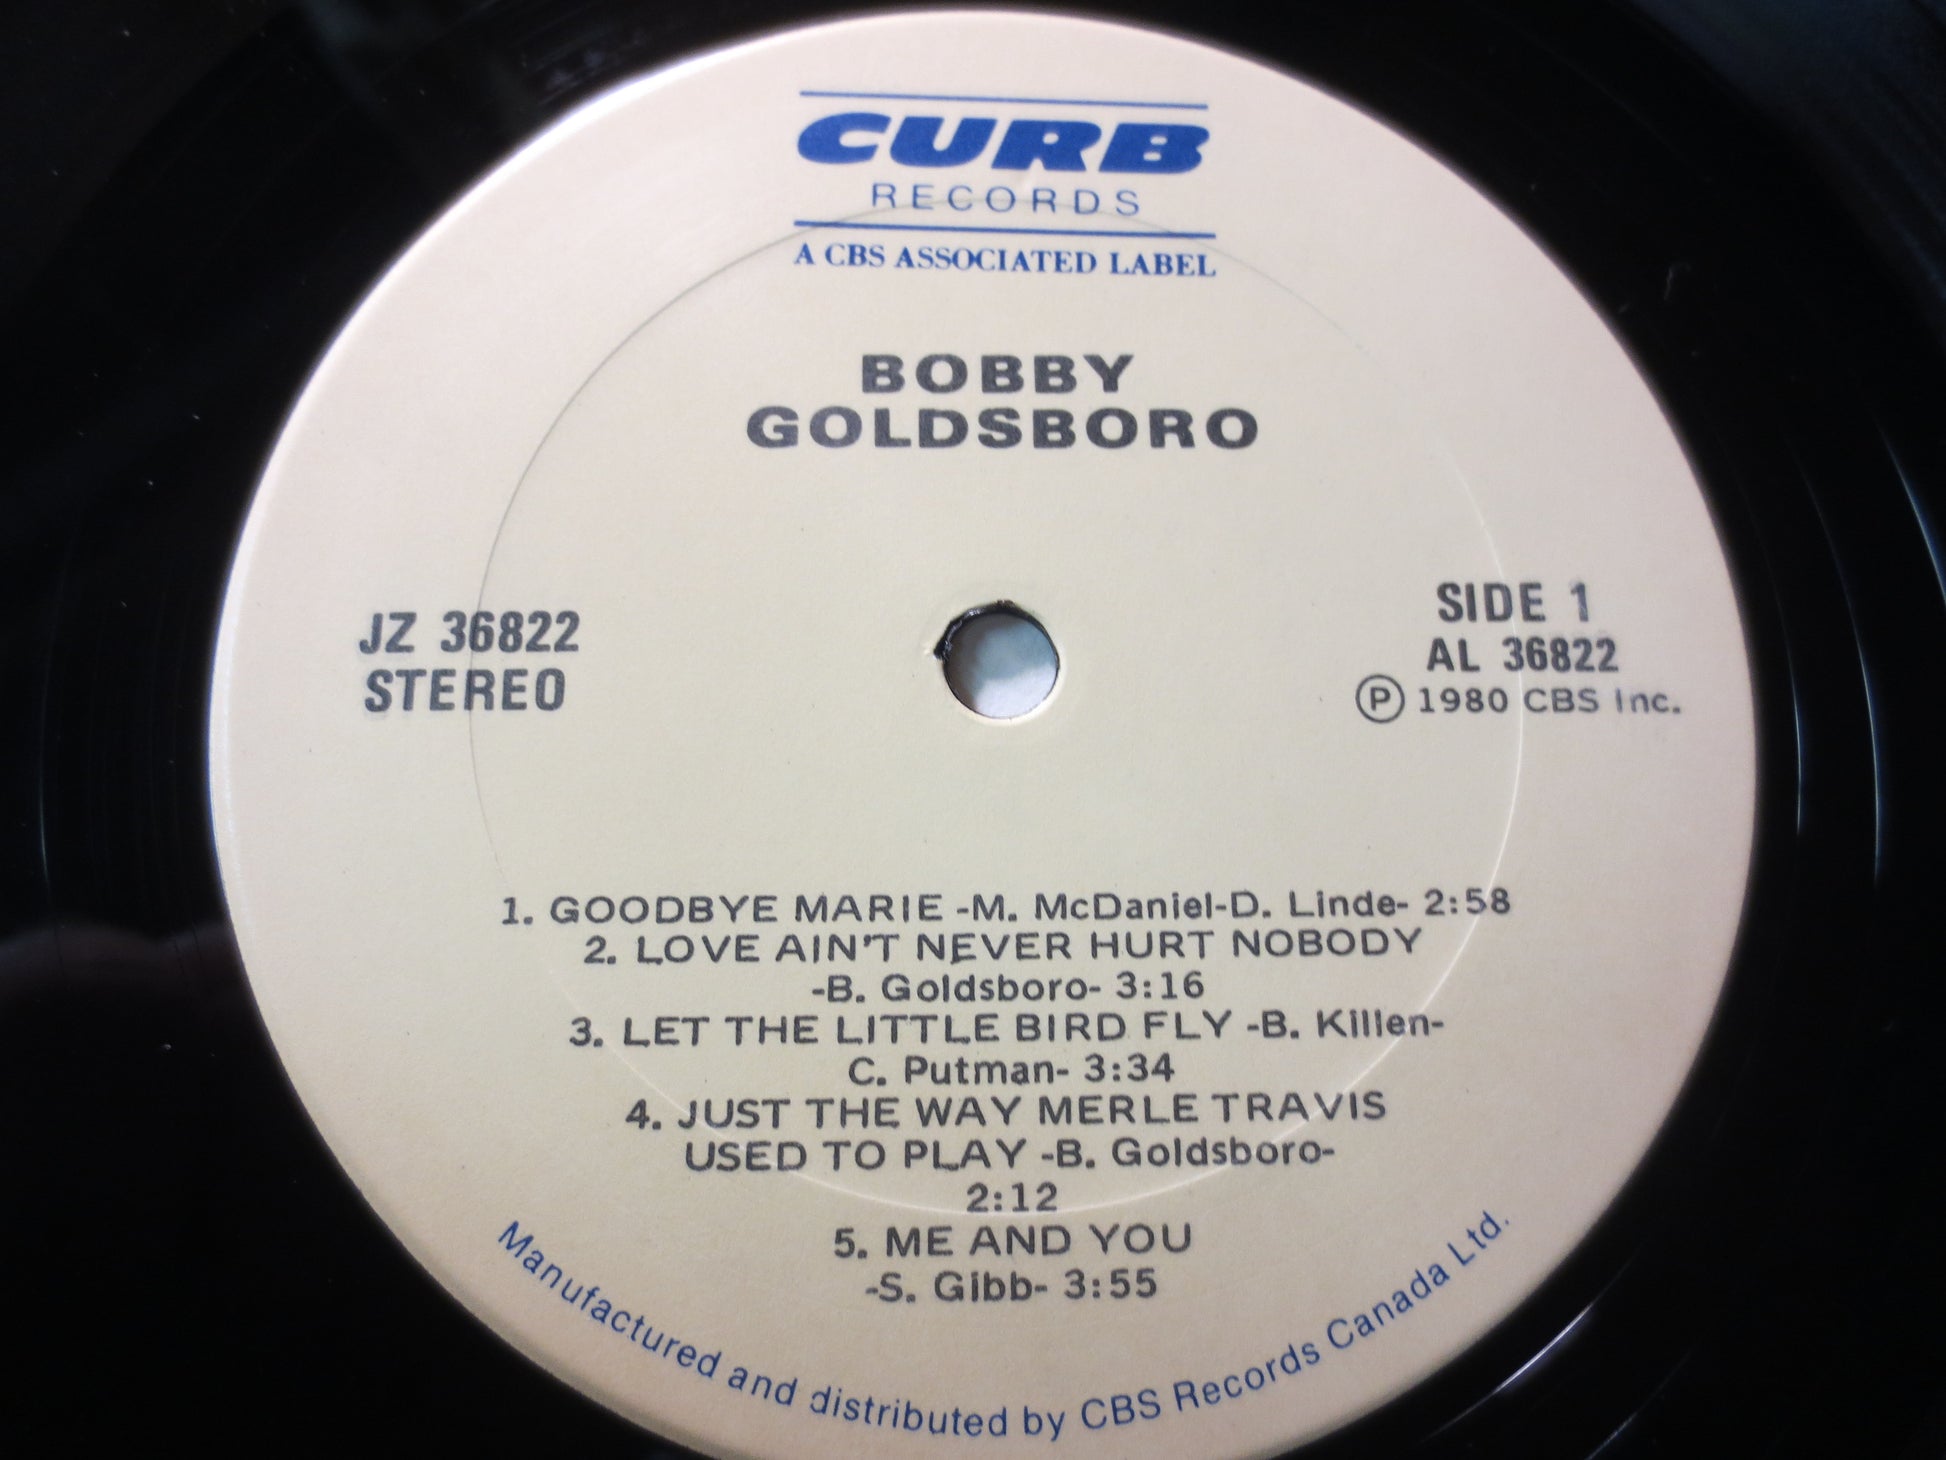 CURB
RECORDS
A CBS ASSOCIATED LABEL
BOBBY
GOLDSBORO
JZ 36822
STEREO
SIDE 1
AL 36822
Ⓟ 1980 CBS Inc.
1. GOODBYE MARIE -M. McDaniel-D. Linde- 2:58
2. LOVE AIN'T NEVER HURT NOBODY
-B. Goldsboro- 3:16
3. LET THE LITTLE BIRD FLY -B. Killen-
C. Putman- 3:34
4. JUST THE WAY MERLE TRAVIS
USED TO PLAY -B. Goldsboro-
2:12
5. ME AND YOU
-S. Gibb- 3:55
Manufactured and distributed by CBS Records Canada Ltd.